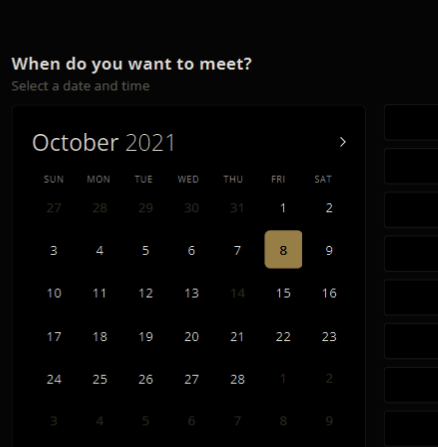 When do you want to meet?
Select a date and time
October 2021
SUN MON TUE WED THU FRI SAT
27 28 29 30 31 1 2
3 4 5 6 7 8 9
10 11 12 13 14 15 16
17 18 19 20 21 22 23
24 25 26 27 28 1 2
3 4 5 6 7 8 9